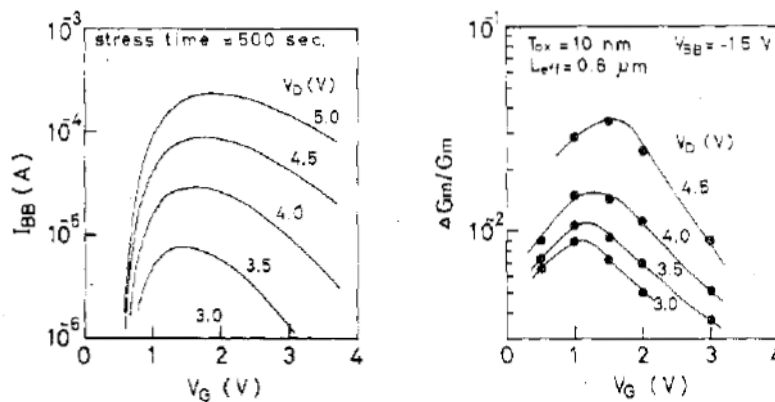 stress time = 500 sec.
V_D (V)
5.0
4.5
4.0
3.5
3.0
10^-3
10^-4
10^-5
10^-6
I_BB (A)
0 1 2 3 4
V_G (V)
T_ox = 10 nm V_BB = -1.5 V
L_eff = 0.8 µm
V_D (V)
4.5
4.0
3.5
3.0
10^-1
10^-2
ΔGm/Gm
0 1 2 3 4
V_G (V)